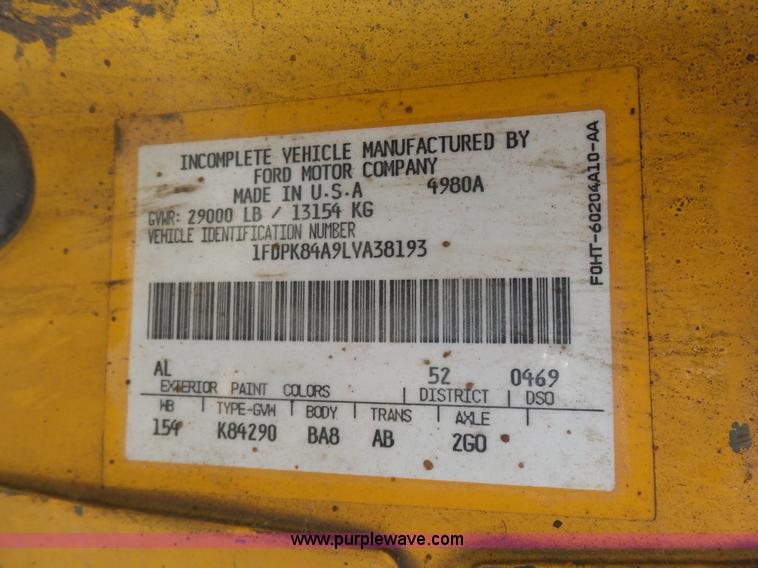 INCOMPLETE VEHICLE MANUFACTURED BY
FORD MOTOR COMPANY
MADE IN U.S.A 4980A
GVWR: 29000 LB / 13154 KG
VEHICLE IDENTIFICATION NUMBER
1FDPK84A9LVA38193
F0HT-60204A10-AA
AL 52 0469
EXTERIOR PAINT COLORS DISTRICT DSO
WB TYPE-GVW BODY TRANS AXLE
154 K84290 BA8 AB 2G0
www.purplewave.com